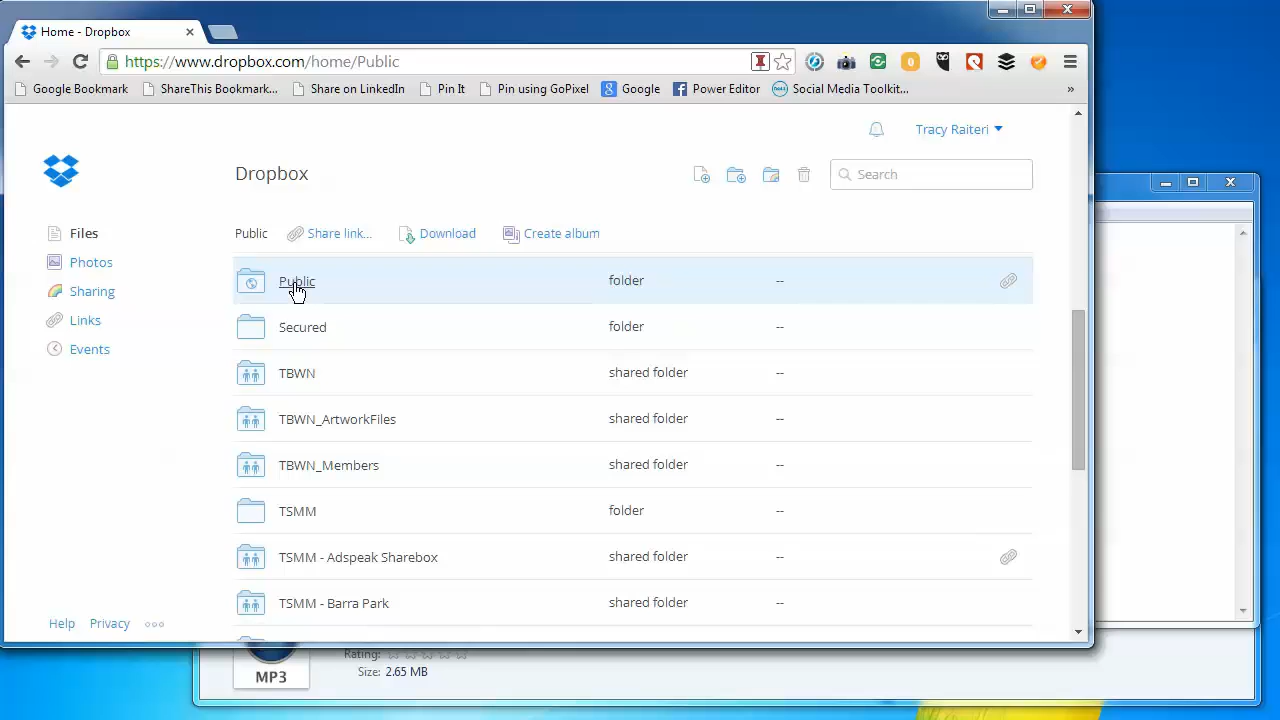 Home - Dropbox
https://www.dropbox.com/home/Public
Google Bookmark ShareThis Bookmark... Share on LinkedIn Pin It Pin using GoPixel Google Power Editor Social Media Toolkit... »
Tracy Raiteri
Dropbox
Search
Files
Photos
Sharing
Links
Events
Public Share link... Download Create album
Public folder --
Secured folder --
TBWN shared folder --
TBWN_ArtworkFiles shared folder --
TBWN_Members shared folder --
TSMM folder --
TSMM - Adspeak Sharebox shared folder --
TSMM - Barra Park shared folder --
Help Privacy
MP3
Rating:
Size: 2.65 MB